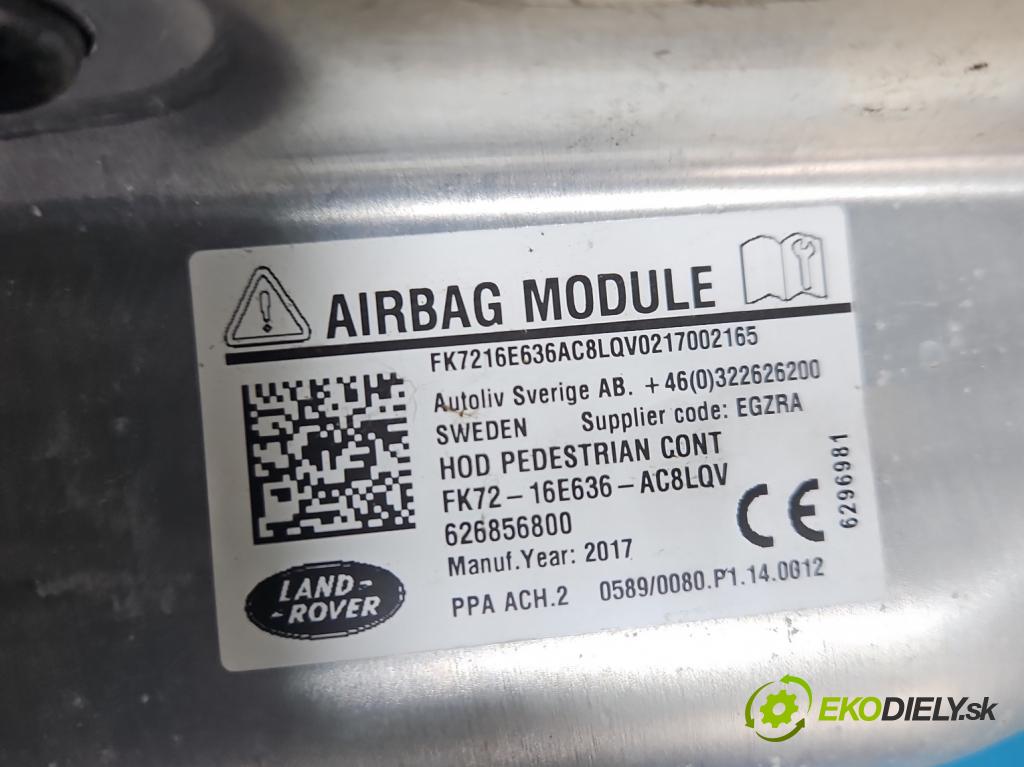 AIRBAG MODULE
FK7216E636AC8LQV0217002165
Autoliv Sverige AB. +46(0)322626200
SWEDEN Supplier code: EGZRA
HOD PEDESTRIAN CONT
FK72-16E636-AC8LQV
626856800
Manuf.Year: 2017
PPA ACH.2 0589/0080.P1.14.0012
CE
6296981
LAND-
-ROVER
EKODIELY.sk